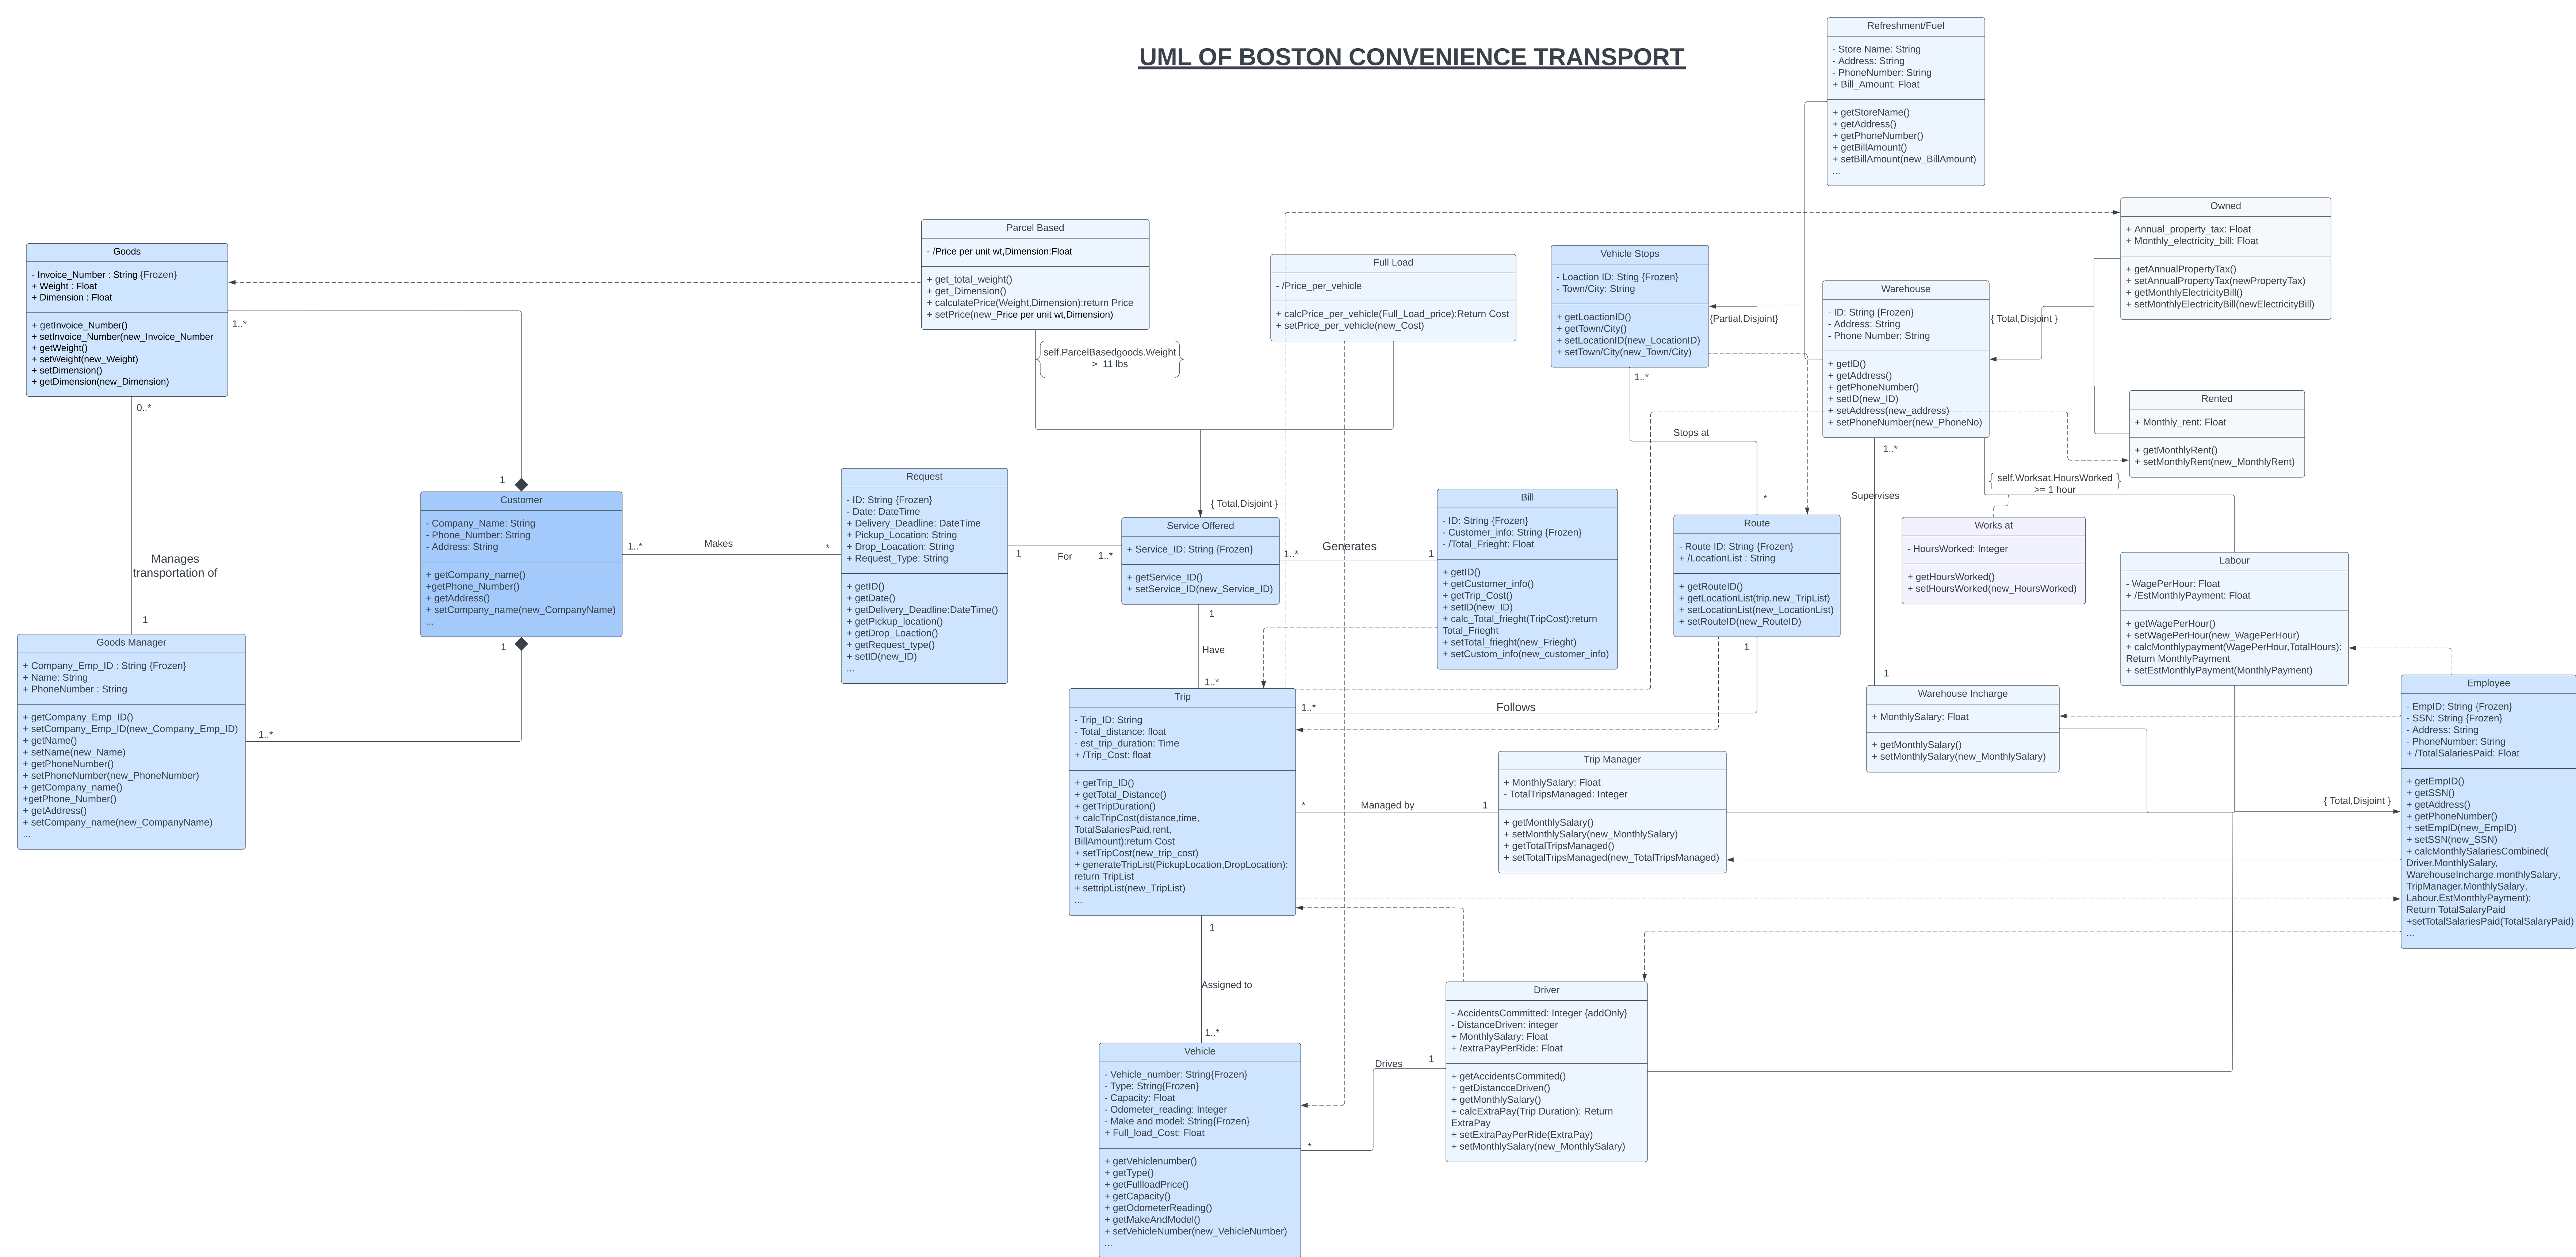 UML OF BOSTON CONVENIENCE TRANSPORT
Refreshment/Fuel
- Store Name: String
- Address: String
- PhoneNumber: String
+ Bill_Amount: Float
+ getStoreName()
+ getAddress()
+ getPhoneNumber()
+ getBillAmount()
+ setBillAmount(new_BillAmount)
...
Owned
+ Annual_property_tax: Float
+ Monthly_electricity_bill: Float
+ getAnnualPropertyTax()
+ setAnnualPropertyTax(newPropertyTax)
+ getMonthlyElectricityBill()
+ setMonthlyElectricityBill(newElectricityBill)
Parcel Based
- /Price per unit wt,Dimension:Float
+ get_total_weight()
+ get_Dimension()
+ calculatePrice(Weight,Dimension):return Price
+ setPrice(new_Price per unit wt,Dimension)
self.ParcelBasedgoods.Weight
> 11 lbs
Goods
- Invoice_Number : String {Frozen}
+ Weight : Float
+ Dimension : Float
+ getInvoice_Number()
+ setInvoice_Number(new_Invoice_Number
+ getWeight()
+ setWeight(new_Weight)
+ setDimension()
+ getDimension(new_Dimension)
1..*
0..*
Full Load
- /Price_per_vehicle
+ calcPrice_per_vehicle(Full_Load_price):Return Cost
+ setPrice_per_vehicle(new_Cost)
Vehicle Stops
- Loaction ID: Sting {Frozen}
- Town/City: String
+ getLoactionID()
+ getTown/City()
+ setLocationID(new_LocationID)
+ setTown/City(new_Town/City)
{Partial,Disjoint}
1..*
Stops at
*
Warehouse
- ID: String {Frozen}
- Address: String
- Phone Number: String
+ getID()
+ getAddress()
+ getPhoneNumber()
+ setID(new_ID)
+ setAddress(new_address)
+ setPhoneNumber(new_PhoneNo)
{ Total,Disjoint }
1..*
Supervises
1
Rented
+ Monthly_rent: Float
+ getMonthlyRent()
+ setMonthlyRent(new_MonthlyRent)
{ self.Worksat.HoursWorked }
>= 1 hour
Works at
- HoursWorked: Integer
+ getHoursWorked()
+ setHoursWorked(new_HoursWorked)
Manages
transportation of
1
1
Customer
- Company_Name: String
- Phone_Number: String
- Address: String
+ getCompany_name()
+getPhone_Number()
+ getAddress()
+ setCompany_name(new_CompanyName)
...
1
1..*
Makes
*
Request
- ID: String {Frozen}
- Date: DateTime
+ Delivery_Deadline: DateTime
+ Pickup_Location: String
+ Drop_Loacation: String
+ Request_Type: String
+ getID()
+ getDate()
+ getDelivery_Deadline:DateTime()
+ getPickup_location()
+ getDrop_Loaction()
+ getRequest_type()
+ setID(new_ID)
...
1
For
1..*
{ Total,Disjoint }
Service Offered
+ Service_ID: String {Frozen}
+ getService_ID()
+ setService_ID(new_Service_ID)
1..*
Generates
1
Bill
- ID: String {Frozen}
- Customer_info: String {Frozen}
- /Total_Frieght: Float
+ getID()
+ getCustomer_info()
+ getTrip_Cost()
+ setID(new_ID)
+ calc_Total_frieght(TripCost):return
Total_Frieght
+ setTotal_frieght(new_Frieght)
+ setCustom_info(new_customer_info)
Route
- Route ID: String {Frozen}
+ /LocationList : String
+ getRouteID()
+ getLocationList(trip.new_TripList)
+ setLocationList(new_LocationList)
+ setRouteID(new_RouteID)
1
Labour
- WagePerHour: Float
+ /EstMonthlyPayment: Float
+ getWagePerHour()
+ setWagePerHour(new_WagePerHour)
+ calcMonthlypayment(WagePerHour,TotalHours):
Return MonthlyPayment
+ setEstMonthlyPayment(MonthlyPayment)
Goods Manager
+ Company_Emp_ID : String {Frozen}
+ Name: String
+ PhoneNumber : String
+ getCompany_Emp_ID()
+ setCompany_Emp_ID(new_Company_Emp_ID)
+ getName()
+ setName(new_Name)
+ getPhoneNumber()
+ setPhoneNumber(new_PhoneNumber)
+ getCompany_name()
+getPhone_Number()
+ getAddress()
+ setCompany_name(new_CompanyName)
...
1..*
1
Have
1..*
Trip
- Trip_ID: String
- Total_distance: float
- est_trip_duration: Time
+ /Trip_Cost: float
+ getTrip_ID()
+ getTotal_Distance()
+ getTripDuration()
+ calcTripCost(distance,time,
TotalSalariesPaid,rent,
BillAmount):return Cost
+ setTripCost(new_trip_cost)
+ generateTripList(PickupLocation,DropLocation):
return TripList
+ settripList(new_TripList)
...
1..*
Follows
*
Managed by
1
Trip Manager
+ MonthlySalary: Float
- TotalTripsManaged: Integer
+ getMonthlySalary()
+ setMonthlySalary(new_MonthlySalary)
+ getTotalTripsManaged()
+ setTotalTripsManaged(new_TotalTripsManaged)
Warehouse Incharge
+ MonthlySalary: Float
+ getMonthlySalary()
+ setMonthlySalary(new_MonthlySalary)
{ Total,Disjoint }
Employee
- EmpID: String {Frozen}
- SSN: String {Frozen}
- Address: String
- PhoneNumber: String
+ /TotalSalariesPaid: Float
+ getEmpID()
+ getSSN()
+ getAddress()
+ getPhoneNumber()
+ setEmpID(new_EmpID)
+ setSSN(new_SSN)
+ calcMonthlySalariesCombined(
Driver.MonthlySalary,
WarehouseIncharge.monthlySalary,
TripManager.MonthlySalary,
Labour.EstMonthlyPayment):
Return TotalSalaryPaid
+setTotalSalariesPaid(TotalSalaryPaid)
...
1
Assigned to
1..*
Vehicle
- Vehicle_number: String{Frozen}
- Type: String{Frozen}
- Capacity: Float
- Odometer_reading: Integer
- Make and model: String{Frozen}
+ Full_load_Cost: Float
+ getVehiclenumber()
+ getType()
+ getFullloadPrice()
+ getCapacity()
+ getOdometerReading()
+ getMakeAndModel()
+ setVehicleNumber(new_VehicleNumber)
...
*
Drives
1
Driver
- AccidentsCommitted: Integer {addOnly}
- DistanceDriven: integer
+ MonthlySalary: Float
+ /extraPayPerRide: Float
+ getAccidentsCommited()
+ getDistancceDriven()
+ getMonthlySalary()
+ calcExtraPay(Trip Duration): Return
ExtraPay
+ setExtraPayPerRide(ExtraPay)
+ setMonthlySalary(new_MonthlySalary)